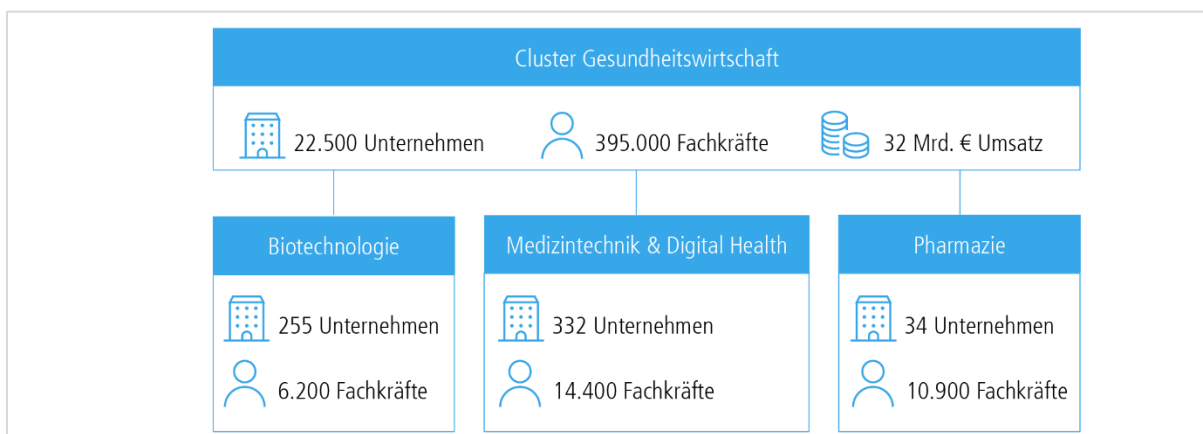 Cluster Gesundheitswirtschaft
22.500 Unternehmen
395.000 Fachkräfte
32 Mrd. € Umsatz
Biotechnologie
255 Unternehmen
6.200 Fachkräfte
Medizintechnik & Digital Health
332 Unternehmen
14.400 Fachkräfte
Pharmazie
34 Unternehmen
10.900 Fachkräfte